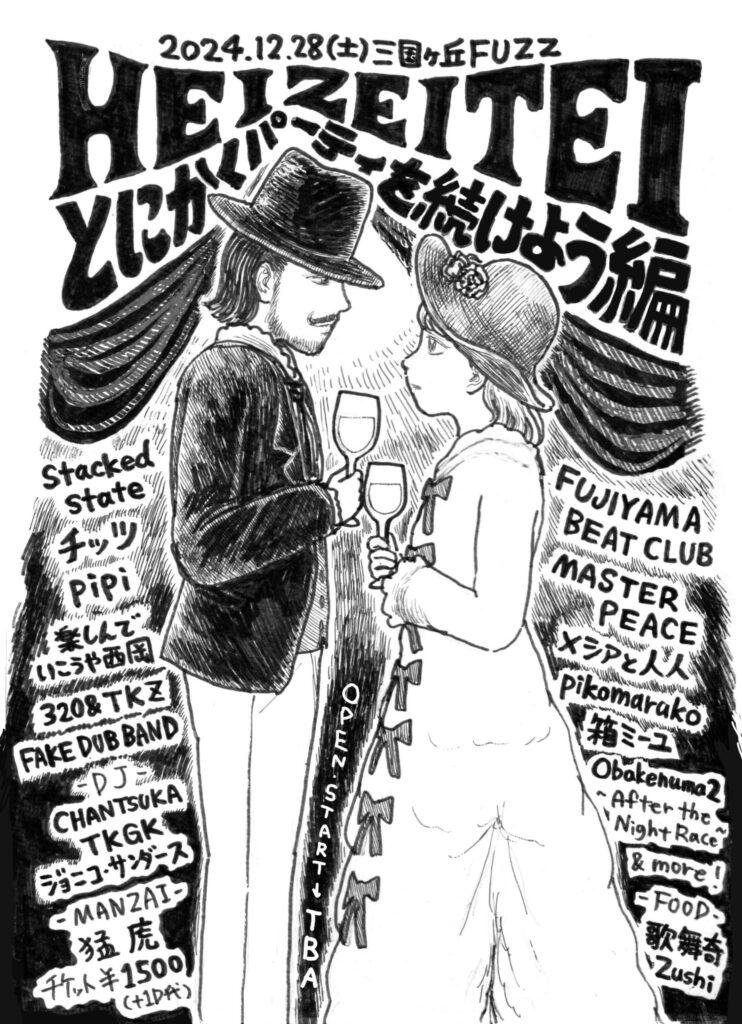 2024.12.28(土)三国ヶ丘FUZZ
HEIZEITEI
とにかくパーティを続けよう編
Stacked
State
チッツ
pipi
楽しんで
いこうや西岡
320&TKZ
FAKE DUB BAND
-DJ-
CHANTSUKA
TKGK
ジョニコ・サンダース
-MANZAI-
猛虎
チケット¥1500
(+1D代)
OPEN・START↓TBA
FUJIYAMA
BEAT CLUB
MASTER
PEACE
メシアと人人
pikomarako
箱ミーユ
Obakenuma2
~After the
Night Race~
& more!
-FOOD-
歌舞奇
Zushi